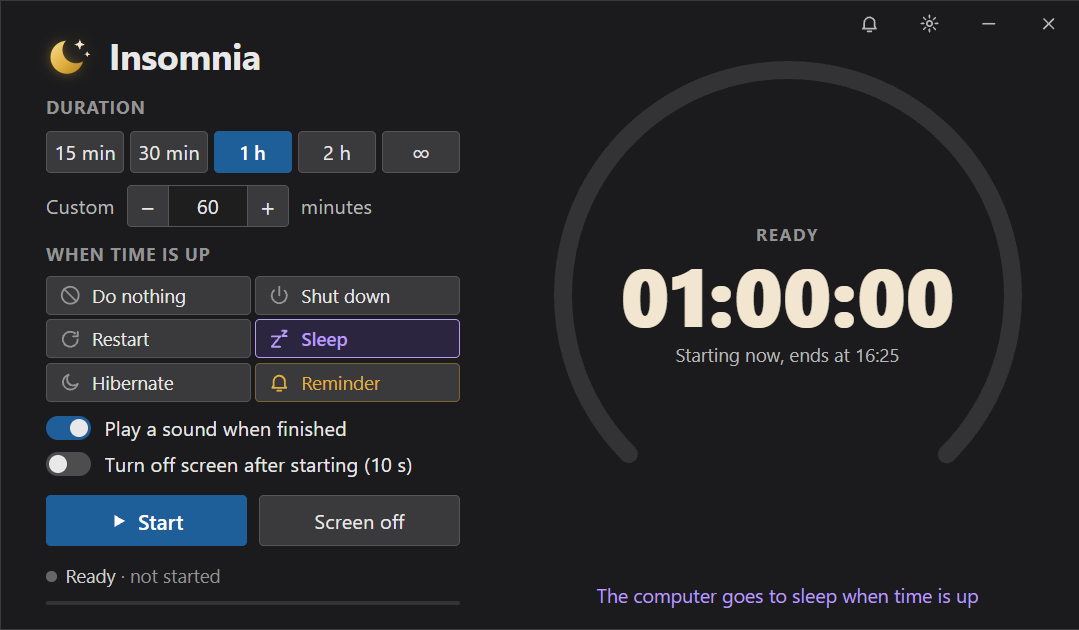 Insomnia
DURATION
15 min 30 min 1 h 2 h ∞
Custom − 60 + minutes
WHEN TIME IS UP
Do nothing Shut down
Restart Sleep
Hibernate Reminder
Play a sound when finished
Turn off screen after starting (10 s)
Start Screen off
Ready · not started
READY
01:00:00
Starting now, ends at 16:25
The computer goes to sleep when time is up